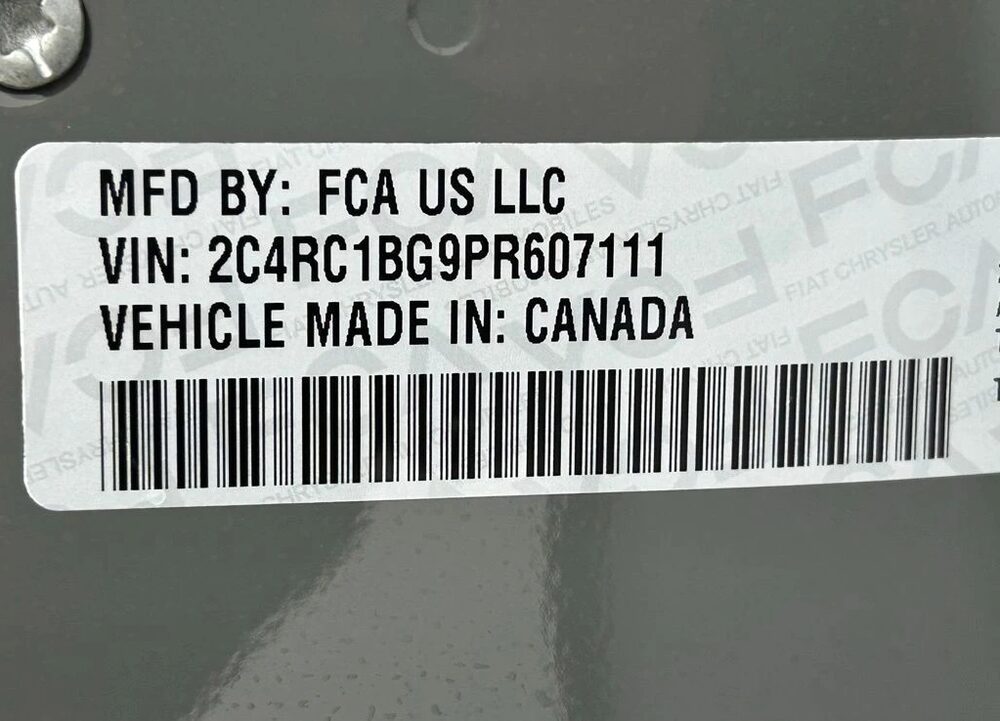 MFD BY: FCA US LLC
VIN: 2C4RC1BG9PR607111
VEHICLE MADE IN: CANADA